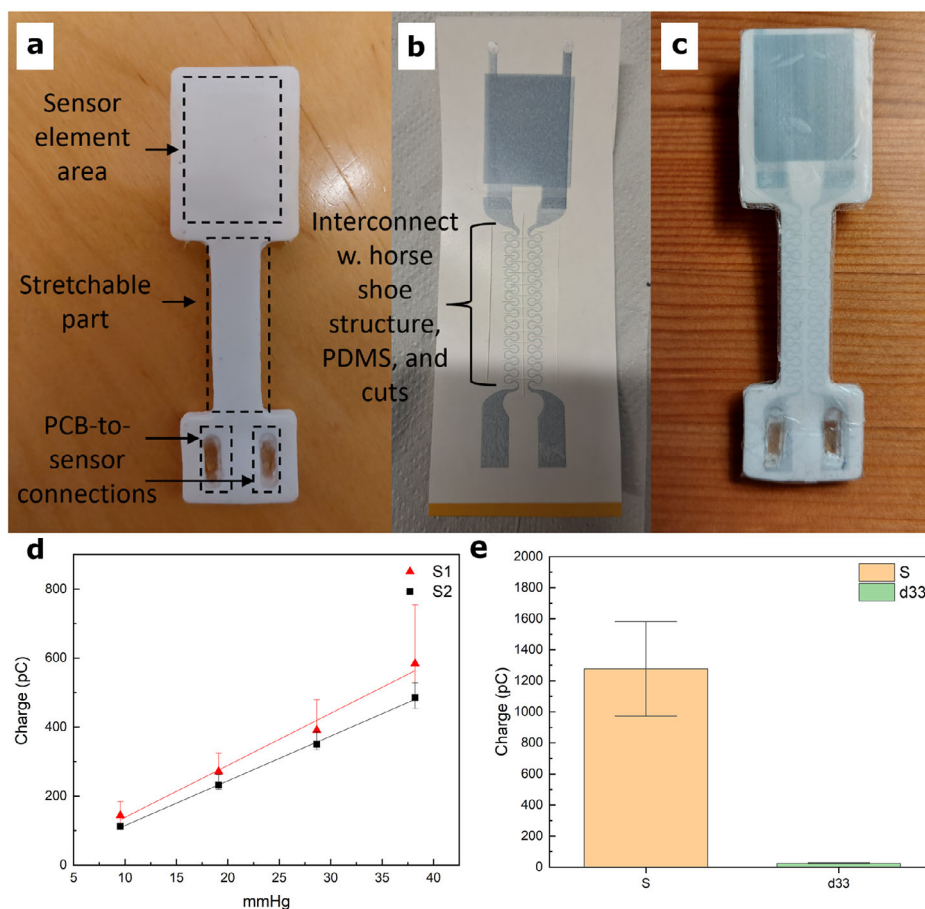 a
Sensor
element
area
Stretchable
part
PCB-to-
sensor
connections
b
Interconnect
w. horse
shoe
structure,
PDMS, and
cuts
c
d
S1
S2
800
600
400
200
0
Charge (pC)
5 10 15 20 25 30 35 40
mmHg
e
S
d33
2000
1800
1600
1400
1200
1000
800
600
400
200
0
Charge (pC)
S d33